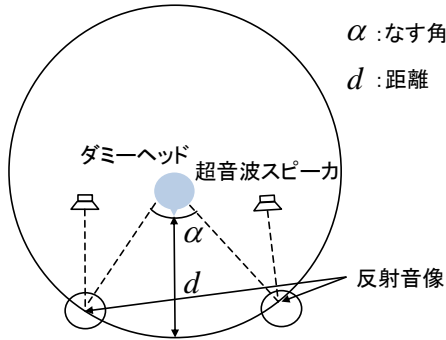 α :なす角
d :距離
ダミーヘッド
超音波スピーカ
α
d
反射音像